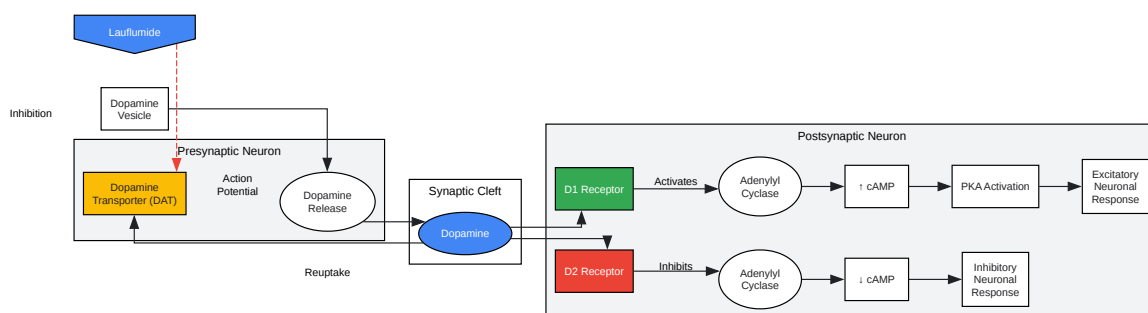 Lauflumide
Inhibition
Dopamine
Vesicle
Presynaptic Neuron
Dopamine
Transporter (DAT)
Action
Potential
Dopamine
Release
Reuptake
Synaptic Cleft
Dopamine
Postsynaptic Neuron
D1 Receptor
Activates
Adenylyl
Cyclase
↑ cAMP
PKA Activation
Excitatory
Neuronal
Response
D2 Receptor
Inhibits
Adenylyl
Cyclase
↓ cAMP
Inhibitory
Neuronal
Response